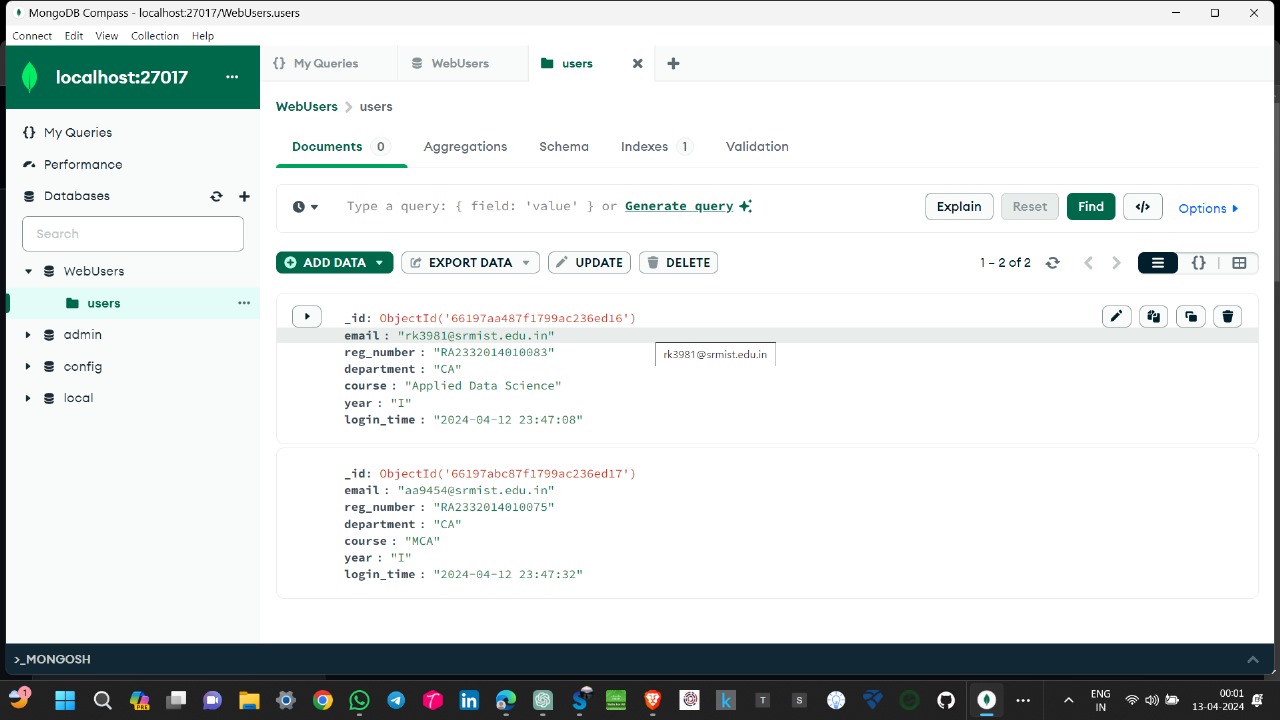 MongoDB Compass - localhost:27017/WebUsers.users
Connect Edit View Collection Help
localhost:27017 ...
{} My Queries WebUsers users
WebUsers > users
{} My Queries
Performance
Databases
Search
WebUsers
users ...
admin
config
local
Documents 0 Aggregations Schema Indexes 1 Validation
Type a query: { field: 'value' } or Generate query
Explain Reset Find </> Options
ADD DATA EXPORT DATA UPDATE DELETE 1 – 2 of 2 {}
_id: ObjectId('66197aa487f1799ac236ed16')
email : "rk3981@srmist.edu.in"
reg_number : "RA2332014010083"
rk3981@srmist.edu.in
department : "CA"
course : "Applied Data Science"
year : "I"
login_time : "2024-04-12 23:47:08"
_id: ObjectId('66197abc87f1799ac236ed17')
email : "aa9454@srmist.edu.in"
reg_number : "RA2332014010075"
department : "CA"
course : "MCA"
year : "I"
login_time : "2024-04-12 23:47:32"
>_MONGOSH
1 PRE in k T S ENG 00:01
IN 13-04-2024